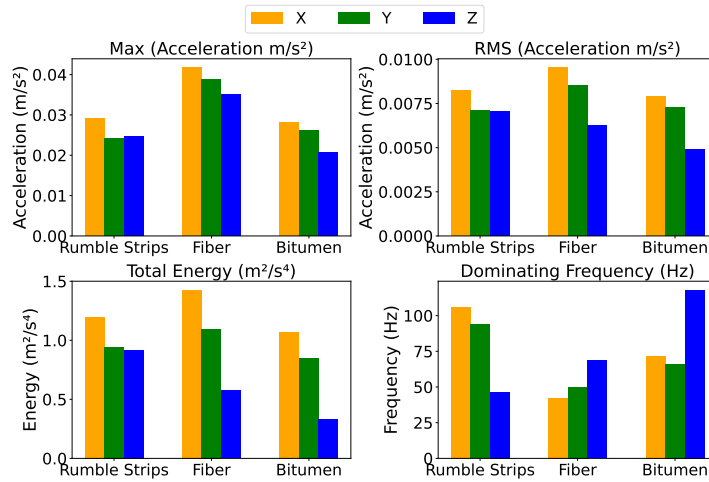 X Y Z
Max (Acceleration m/s²)
Acceleration (m/s²)
0.04
0.03
0.02
0.01
0.00
Rumble Strips Fiber Bitumen
RMS (Acceleration m/s²)
Acceleration (m/s²)
0.0100
0.0075
0.0050
0.0025
0.0000
Rumble Strips Fiber Bitumen
Total Energy (m²/s⁴)
Energy (m²/s⁴)
1.5
1.0
0.5
0.0
Rumble Strips Fiber Bitumen
Dominating Frequency (Hz)
Frequency (Hz)
100
75
50
25
0
Rumble Strips Fiber Bitumen